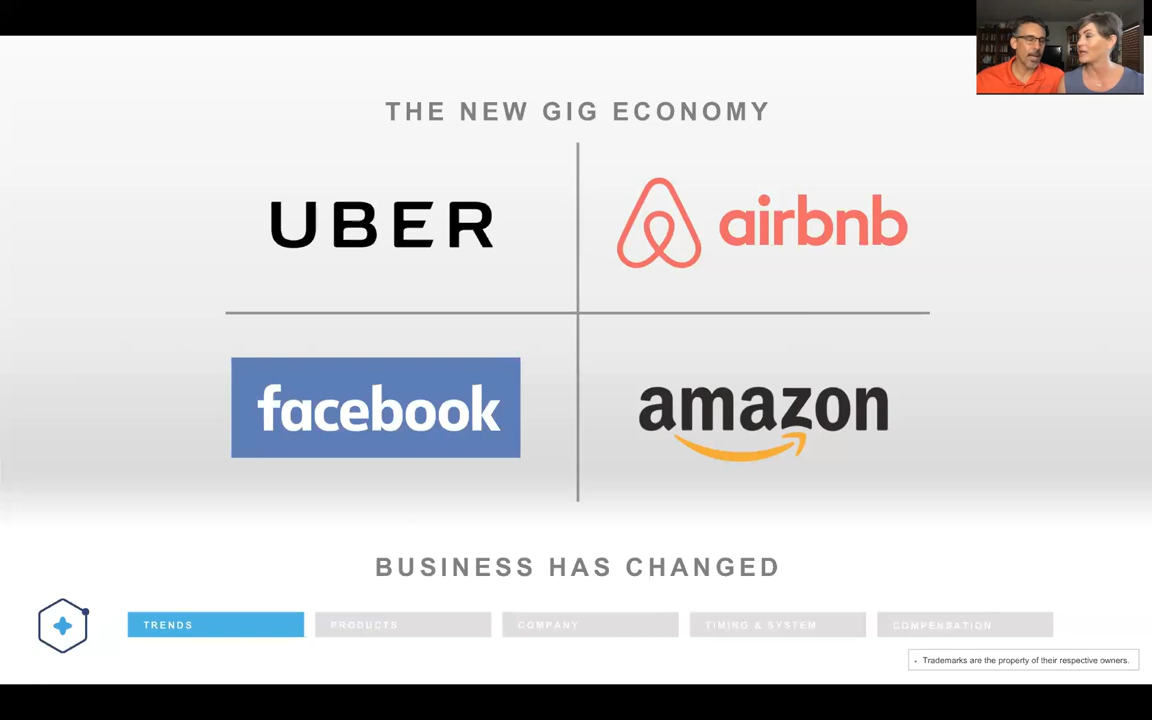 THE NEW GIG ECONOMY
UBER
airbnb
facebook
amazon
BUSINESS HAS CHANGED
TRENDS
PRODUCTS
COMPANY
TIMING & SYSTEM
COMPENSATION
• Trademarks are the property of their respective owners.